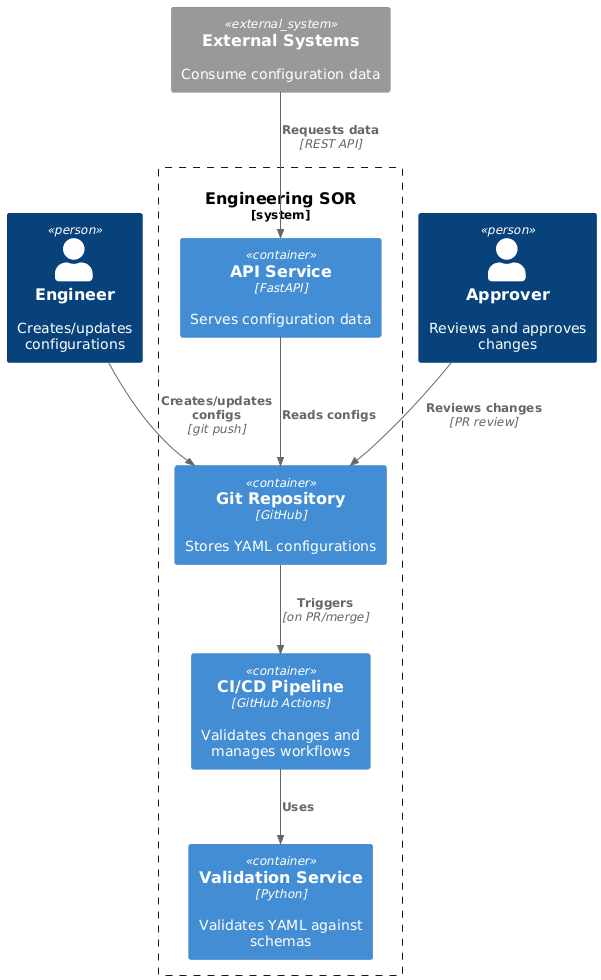 «external_system»
External Systems
Consume configuration data
Requests data
[REST API]
Engineering SOR
[system]
«person»
Engineer
Creates/updates
configurations
«container»
API Service
[FastAPI]
Serves configuration data
«person»
Approver
Reviews and approves
changes
Creates/updates
configs
[git push]
Reads configs
Reviews changes
[PR review]
«container»
Git Repository
[GitHub]
Stores YAML configurations
Triggers
[on PR/merge]
«container»
CI/CD Pipeline
[GitHub Actions]
Validates changes and
manages workflows
Uses
«container»
Validation Service
[Python]
Validates YAML against
schemas